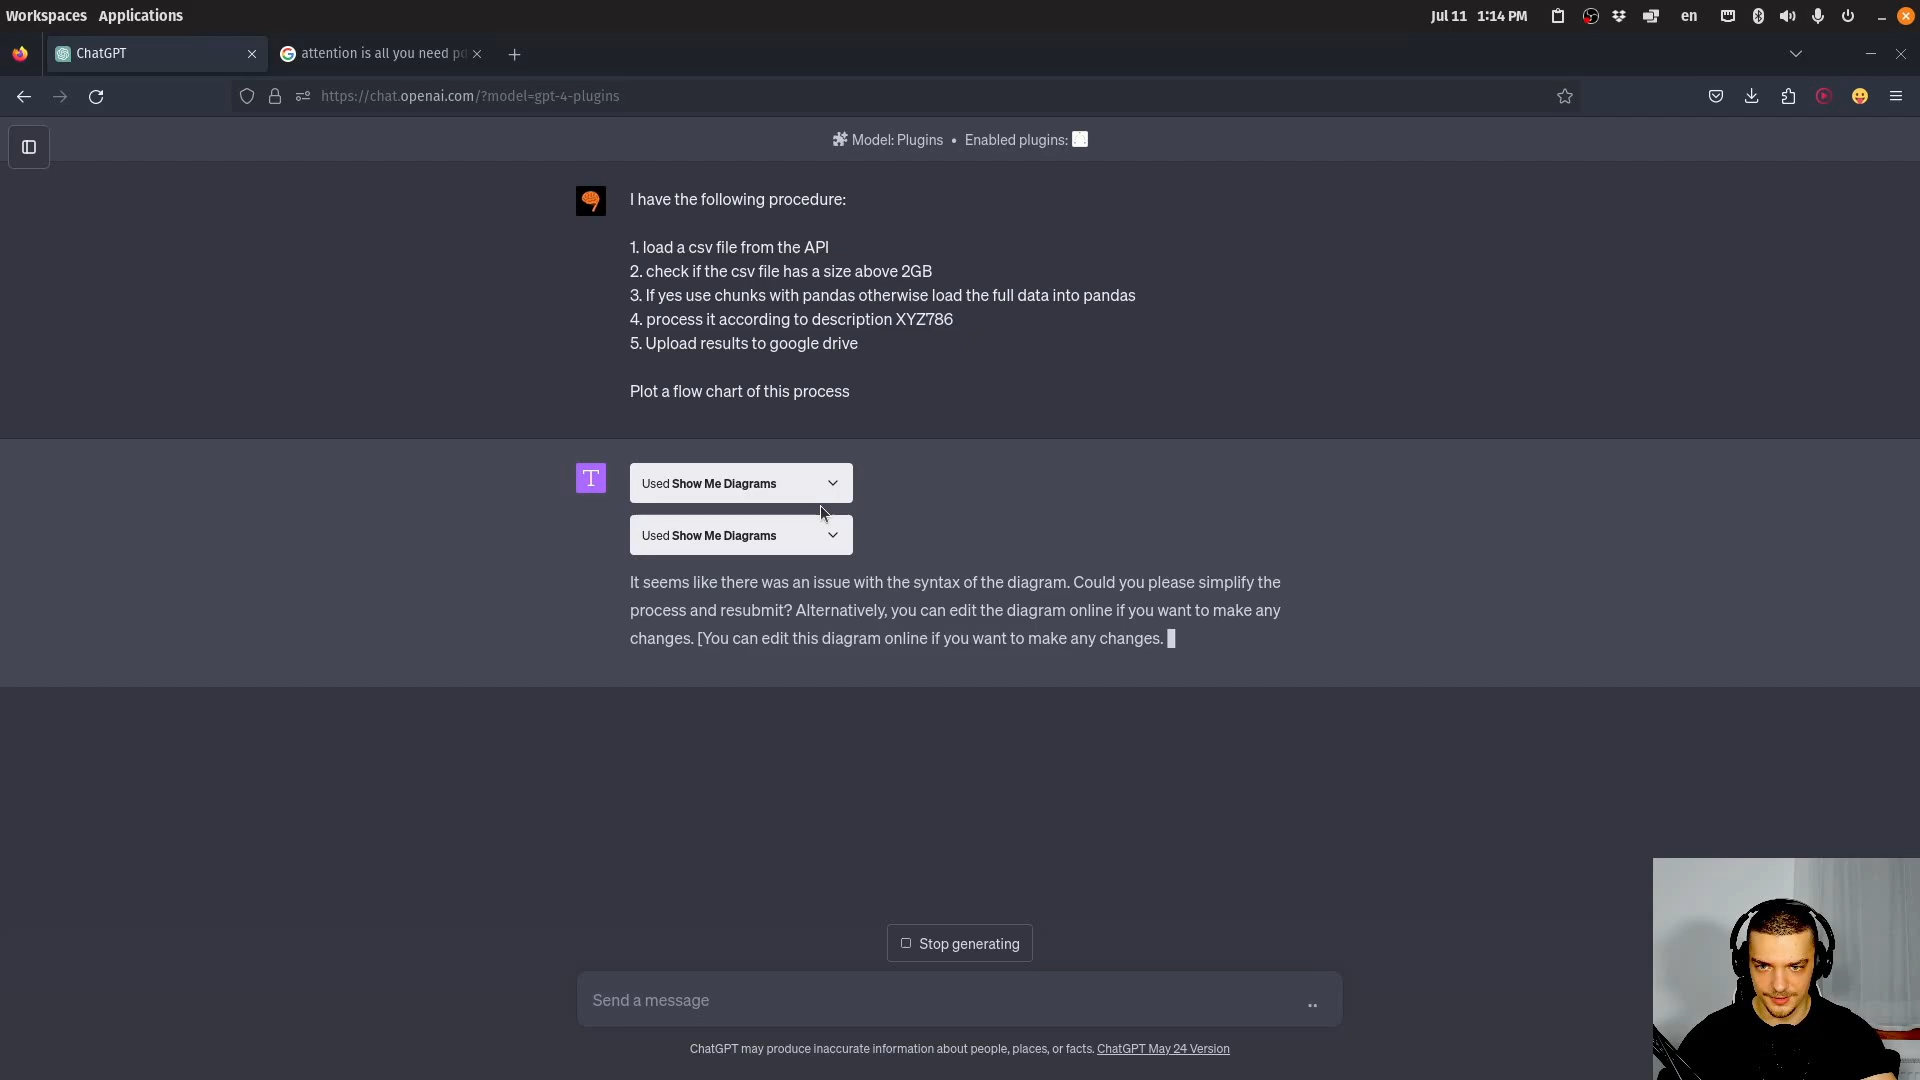 Workspaces Applications Jul 11 1:14 PM en
ChatGPT attention is all you need pd
https://chat.openai.com/?model=gpt-4-plugins
Model: Plugins • Enabled plugins:
I have the following procedure:
1. load a csv file from the API
2. check if the csv file has a size above 2GB
3. If yes use chunks with pandas otherwise load the full data into pandas
4. process it according to description XYZ786
5. Upload results to google drive
Plot a flow chart of this process
T
Used Show Me Diagrams
Used Show Me Diagrams
It seems like there was an issue with the syntax of the diagram. Could you please simplify the
process and resubmit? Alternatively, you can edit the diagram online if you want to make any
changes. [You can edit this diagram online if you want to make any changes.
Stop generating
Send a message
ChatGPT may produce inaccurate information about people, places, or facts. ChatGPT May 24 Version